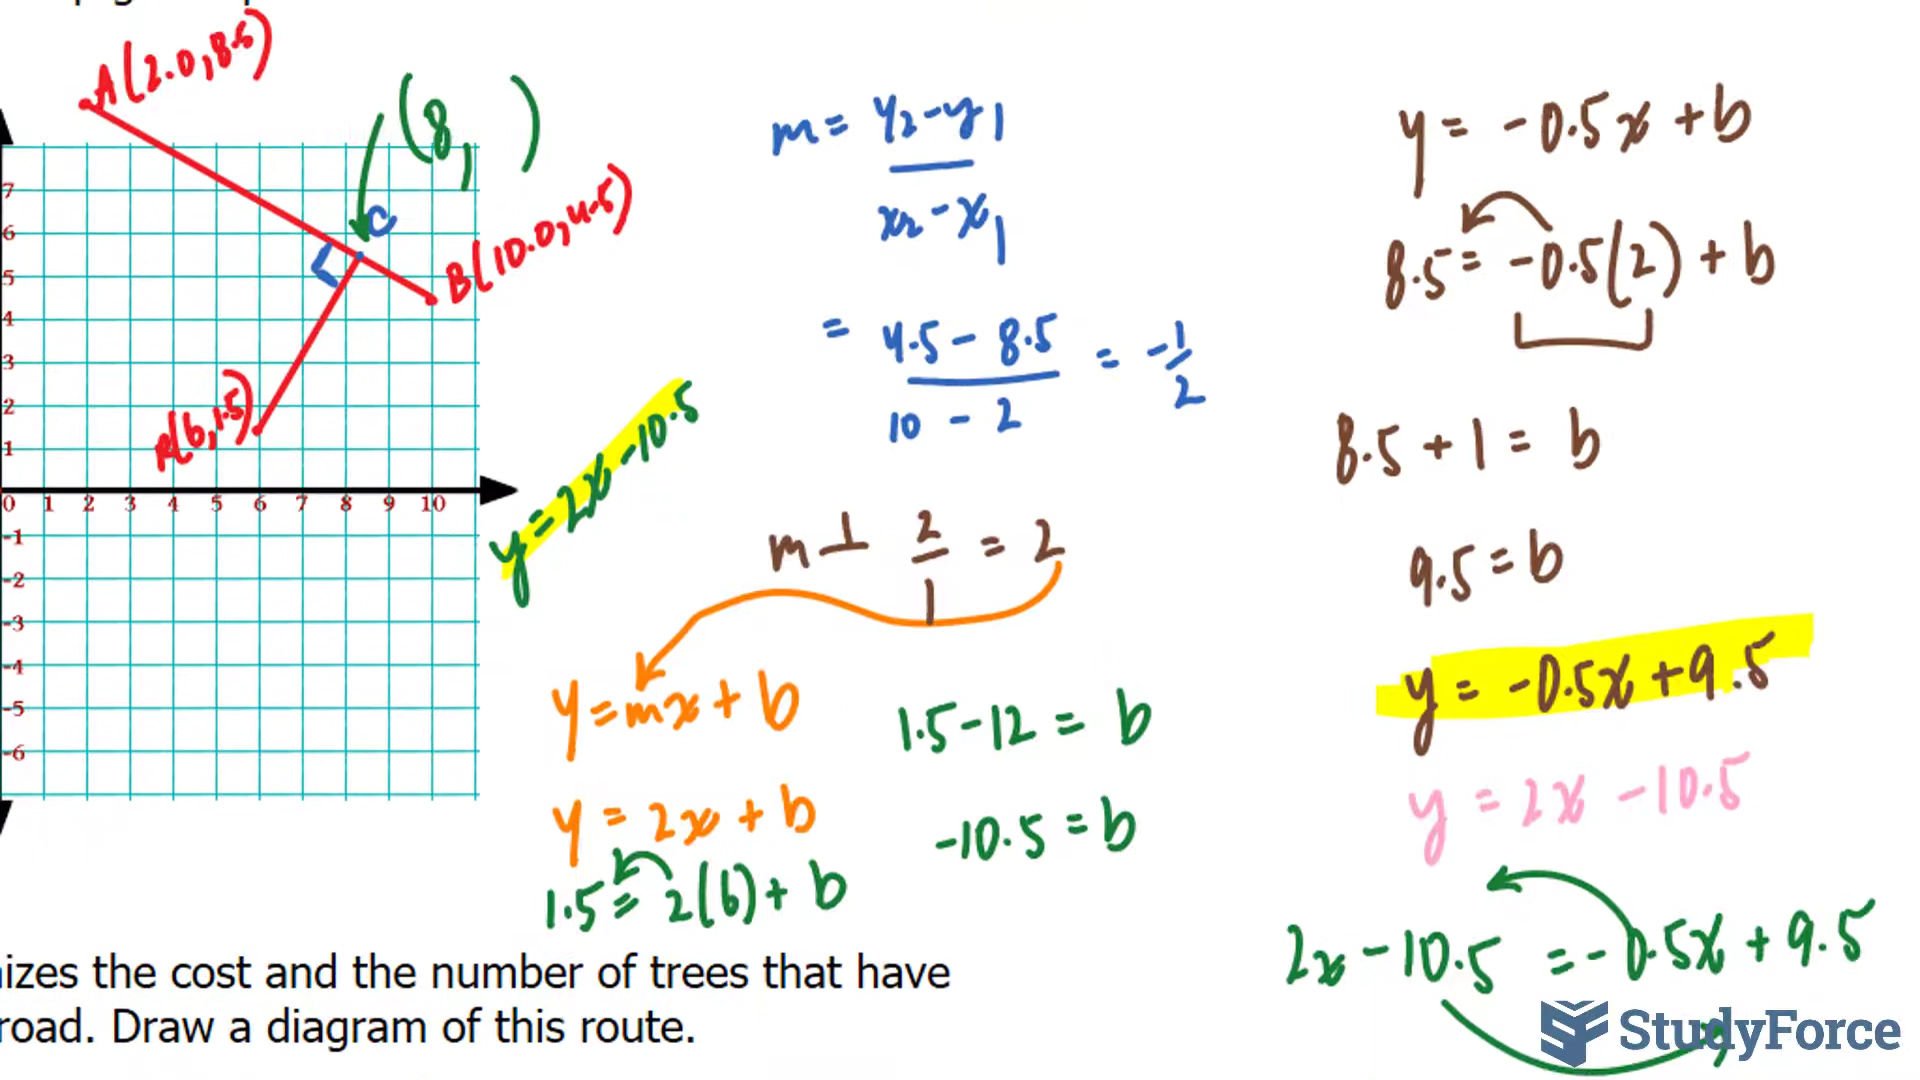 A(2.0,8.5)
(8, )
C
B(10.0,4.5)
R(6,1.5)
7
6
5
4
3
2
1
0 1 2 3 4 5 6 7 8 9 10
-1
-2
-3
-4
-5
-6
y=2x-10.5
m= y2-y1
x2-x1
= 4.5-8.5 = -1
10-2 2
m⊥ 2 = 2
1
y=mx+b
y=2x+b
1.5=2(6)+b
1.5-12=b
-10.5=b
y=-0.5x+b
8.5=-0.5(2)+b
8.5+1=b
9.5=b
y=-0.5x+9.5
y=2x-10.5
2x-10.5=-0.5x+9.5
izes the cost and the number of trees that have
road. Draw a diagram of this route.
StudyForce